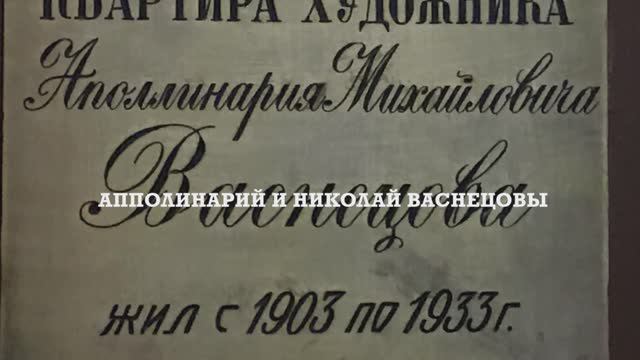 КВАРТИРА ХУДОЖНИКА
Аполлинария Михайловича
Васнецова
АППОЛИНАРИЙ И НИКОЛАЙ ВАСНЕЦОВЫ
жил с 1903 по 1933 г.